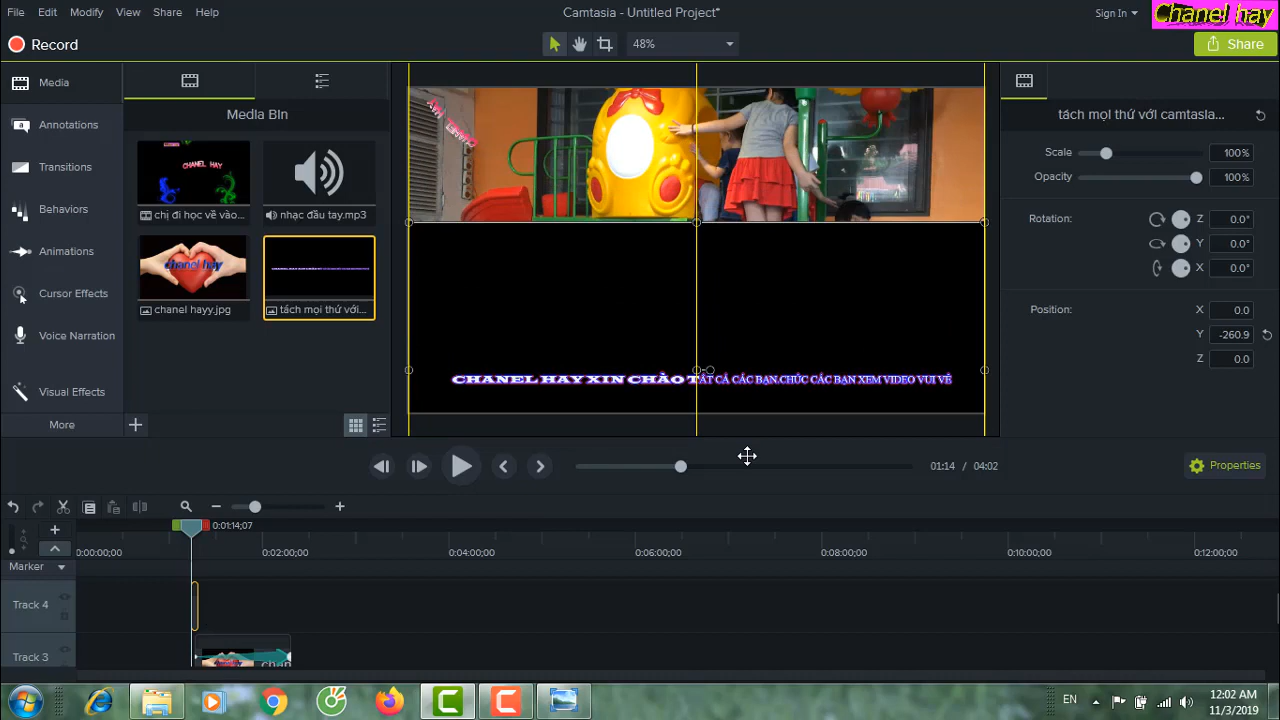 File Edit Modify View Share Help
Camtasia - Untitled Project*
Sign In
Chanel hay
Record
48%
Share
Media
Annotations
Transitions
Behaviors
Animations
Cursor Effects
Voice Narration
Visual Effects
More
Media Bin
CHANEL HAY
chị đi học về vào...
nhạc đầu tay.mp3
chanel hay
chanel hayy.jpg
tách mọi thứ với...
CHANEL HAY
CHANEL HAY XIN CHÀO TẤT CẢ CÁC BẠN.CHÚC CÁC BẠN XEM VIDEO VUI VẺ
tách mọi thứ với camtasia...
Scale 100%
Opacity 100%
Rotation: Z 0.0°
Y 0.0°
X 0.0°
Position: X 0.0
Y -260.9
Z 0.0
01:14 / 04:02
Properties
0:01:14;07
0:00:00;00 0:02:00;00 0:04:00;00 0:06:00;00 0:08:00;00 0:10:00;00 0:12:00;00
Marker
Track 4
Track 3
EN
12:02 AM
11/3/2019